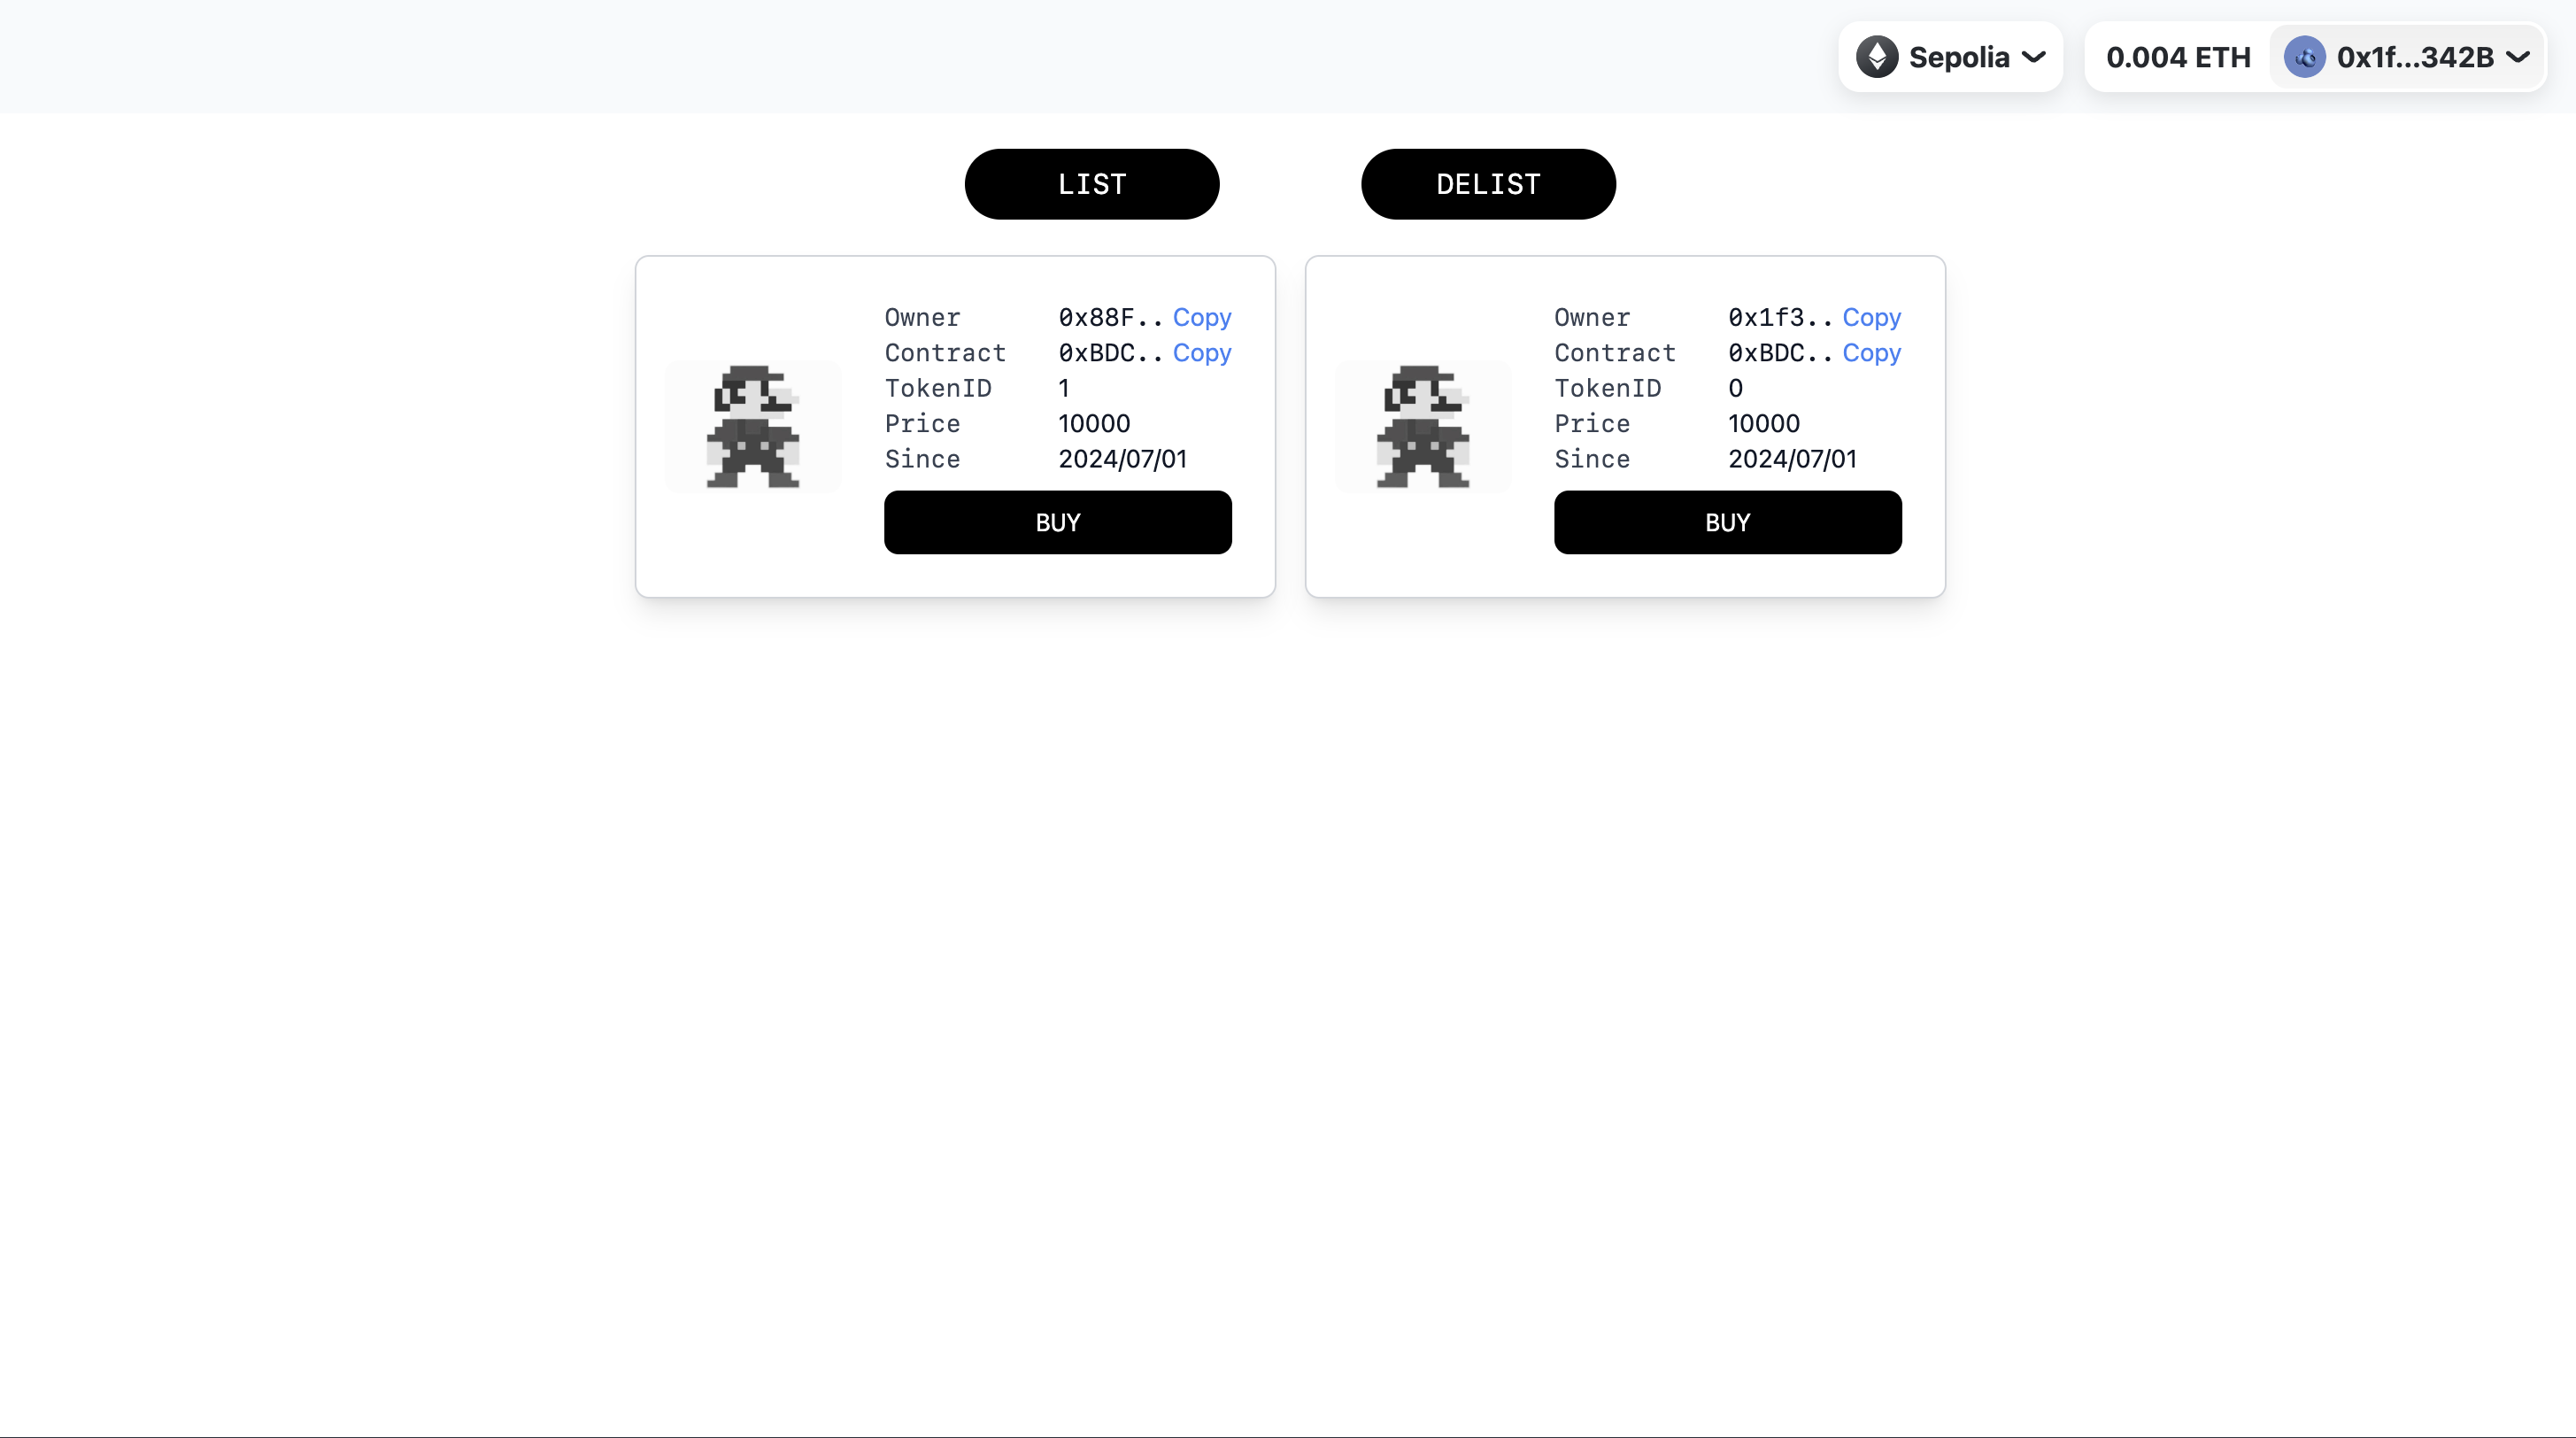 Sepolia
0.004 ETH
0x1f...342B
LIST
DELIST
Owner 0x88F.. Copy
Contract 0xBDC.. Copy
TokenID 1
Price 10000
Since 2024/07/01
BUY
Owner 0x1f3.. Copy
Contract 0xBDC.. Copy
TokenID 0
Price 10000
Since 2024/07/01
BUY